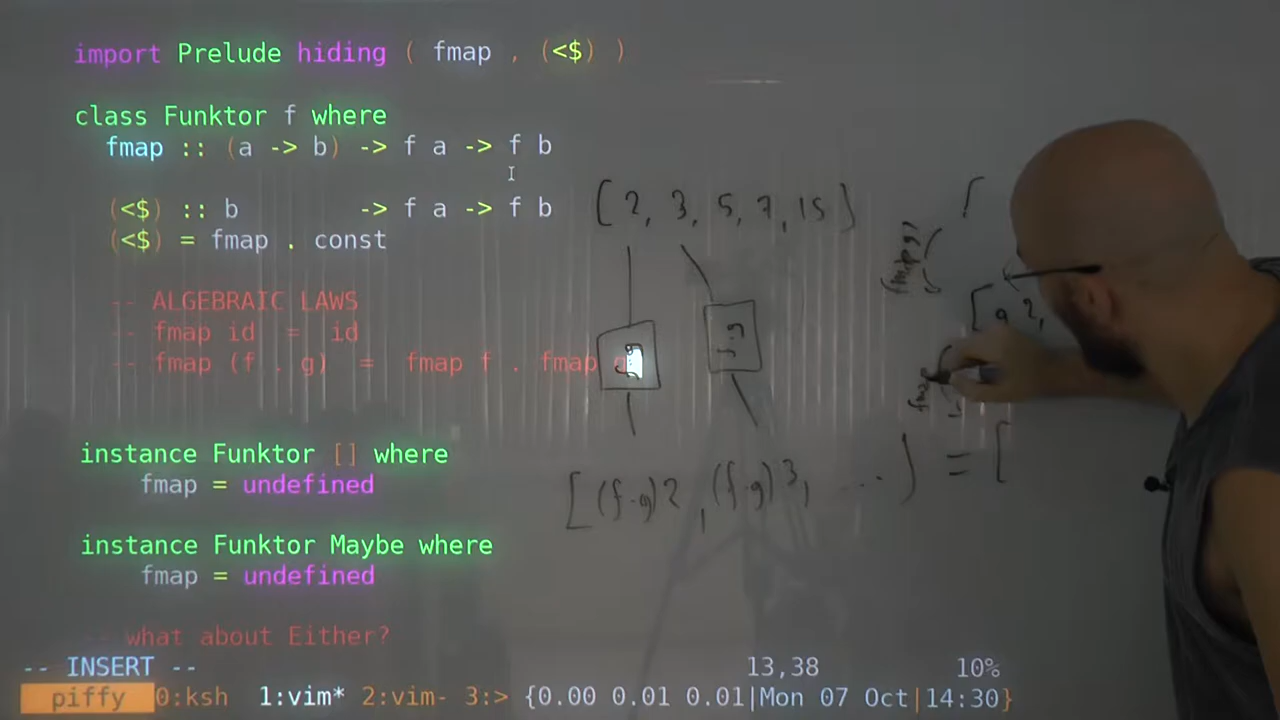 import Prelude hiding ( fmap , (<$) )
class Funktor f where
fmap :: (a -> b) -> f a -> f b
(<$) :: b -> f a -> f b
(<$) = fmap . const
-- ALGEBRAIC LAWS
-- fmap id = id
-- fmap (f . g) = fmap f . fmap g
instance Funktor [] where
fmap = undefined
instance Funktor Maybe where
fmap = undefined
-- what about Either?
-- INSERT -- 13,38 10%
piffy 0:ksh 1:vim* 2:vim- 3:> {0.00 0.01 0.01|Mon 07 Oct|14:30}
[2, 3, 5, 7, 15]
f.g
f.g
[(f.g)2, (f.g)3, ... ] = [
fmap g
[g 2,